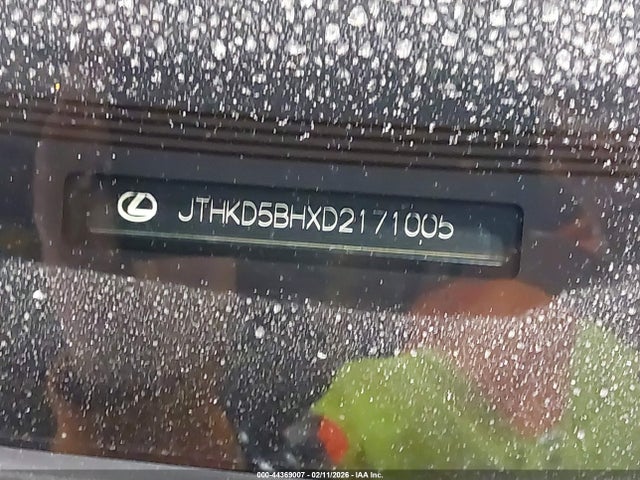 JTHKD5BHXD2171005
000-44369007 - 02/11/2026 - IAA Inc.